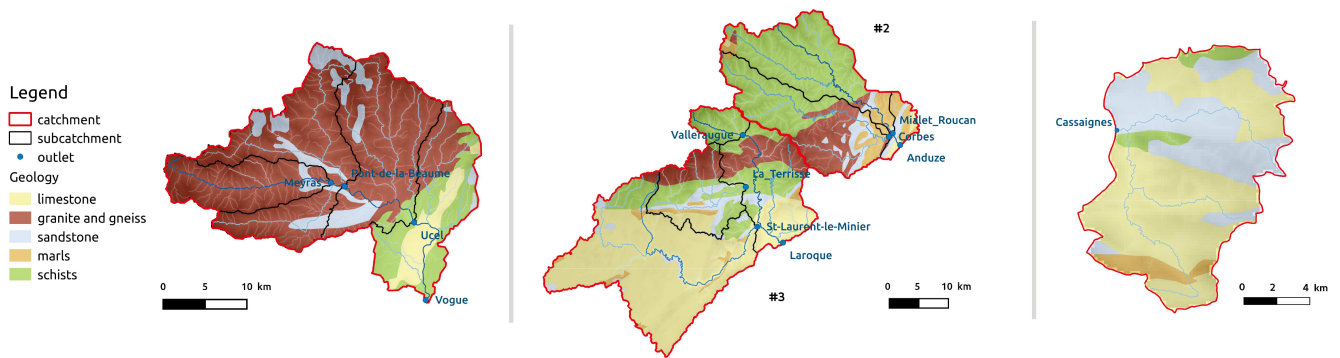 Legend
catchment
subcatchment
outlet
Geology
limestone
granite and gneiss
sandstone
marls
schists
Meyras
Pont-de-la-Beaume
Ucel
Vogue
0 5 10 km
#2
Mialet_Roucan
Corbes
Anduze
Valleraugue
La_Terrisse
St-Laurent-le-Minier
Laroque
#3
0 5 10 km
Cassaignes
0 2 4 km